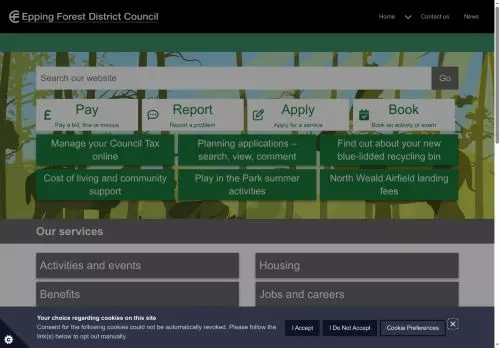 Epping Forest District Council
Home
Contact us
News
Search our website
Go
Pay
Pay a bill, fine or invoice
Report
Report a problem
Apply
Apply for a service
Book
Book an activity or event
Manage your Council Tax
online
Planning applications –
search, view, comment
Find out about your new
blue-lidded recycling bin
Cost of living and community
support
Play in the Park summer
activities
North Weald Airfield landing
fees
Our services
Activities and events
Housing
Benefits
Jobs and careers
Your choice regarding cookies on this site
Consent for the following cookies could not be automatically revoked. Please follow the
link(s) below to opt out manually.
I Accept
I Do Not Accept
Cookie Preferences